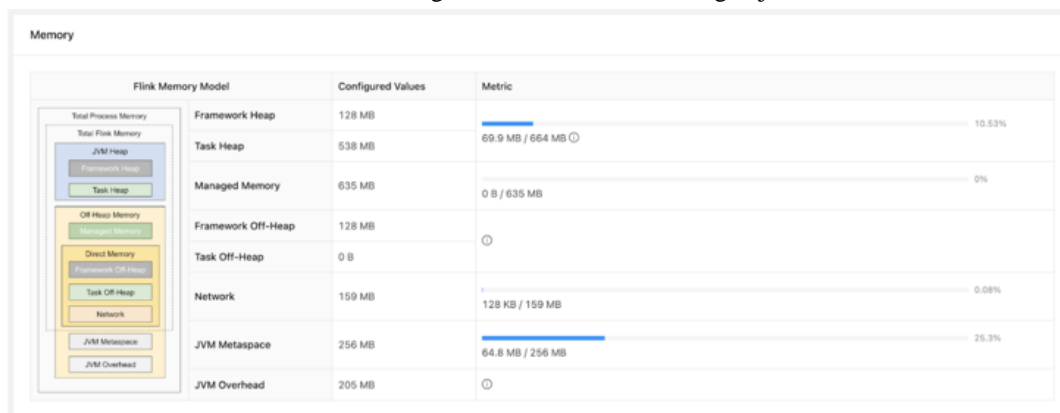 Memory
Flink Memory Model Configured Values Metric
Total Process Memory
Total Flink Memory
JVM Heap
Framework Heap
Task Heap
Off-Heap Memory
Managed Memory
Direct Memory
Framework Off-Heap
Task Off-Heap
Network
JVM Metaspace
JVM Overhead
Framework Heap 128 MB
10.53%
69.9 MB / 664 MB
Task Heap 538 MB
Managed Memory 635 MB
0%
0 B / 635 MB
Framework Off-Heap 128 MB
Task Off-Heap 0 B
Network 159 MB
0.08%
128 KB / 159 MB
JVM Metaspace 256 MB
25.3%
64.8 MB / 256 MB
JVM Overhead 205 MB